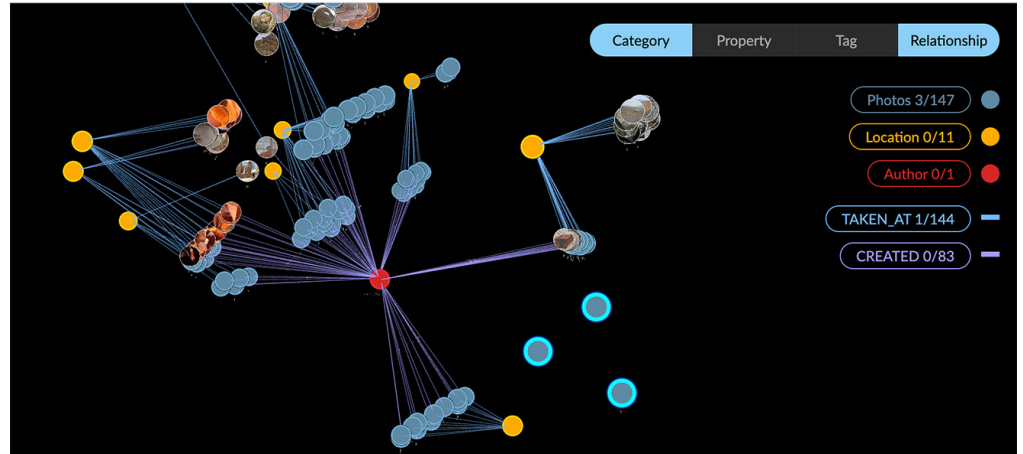 Category Property Tag Relationship
Photos 3/147
Location 0/11
Author 0/1
TAKEN_AT 1/144
CREATED 0/83